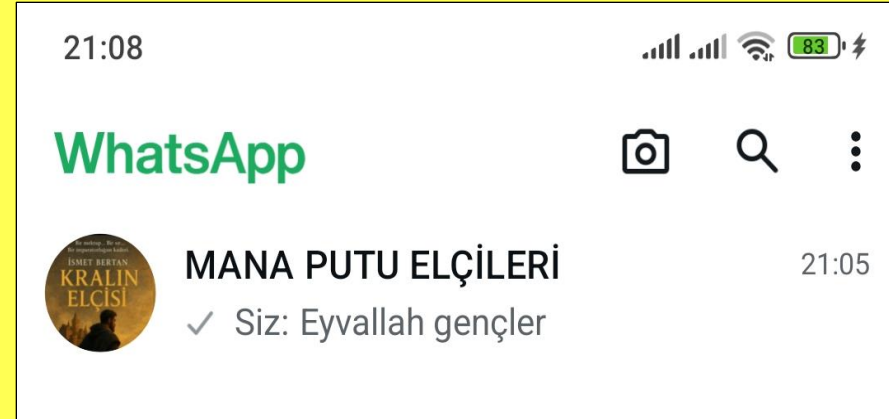 21:08
83
WhatsApp
İSMET BERTAN
KRALIN
ELÇİSİ
MANA PUTU ELÇİLERİ
21:05
Siz: Eyvallah gençler